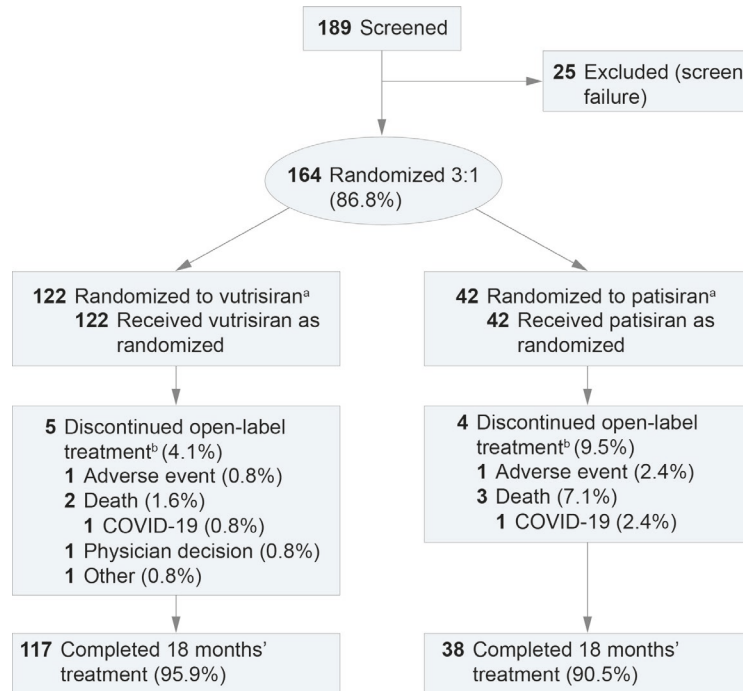 189 Screened
25 Excluded (screen
failure)
164 Randomized 3:1
(86.8%)
122 Randomized to vutrisiranᵃ
122 Received vutrisiran as
randomized
42 Randomized to patisiranᵃ
42 Received patisiran as
randomized
5 Discontinued open-label
treatmentᵇ (4.1%)
1 Adverse event (0.8%)
2 Death (1.6%)
1 COVID-19 (0.8%)
1 Physician decision (0.8%)
1 Other (0.8%)
4 Discontinued open-label
treatmentᵇ (9.5%)
1 Adverse event (2.4%)
3 Death (7.1%)
1 COVID-19 (2.4%)
117 Completed 18 months’
treatment (95.9%)
38 Completed 18 months’
treatment (90.5%)